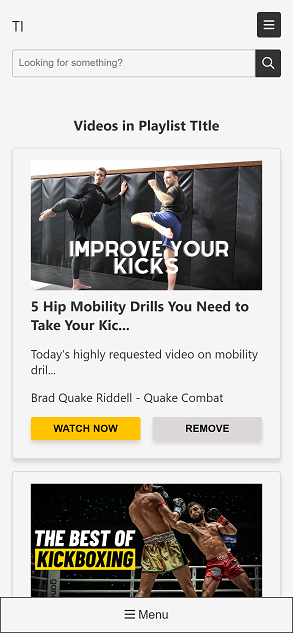 TI
Looking for something?
Videos in Playlist TItle
IMPROVE YOUR
KICKS
5 Hip Mobility Drills You Need to
Take Your Kic...
Today's highly requested video on mobility
dril...
Brad Quake Riddell - Quake Combat
WATCH NOW
REMOVE
THE BEST OF
KICKBOXING
Menu